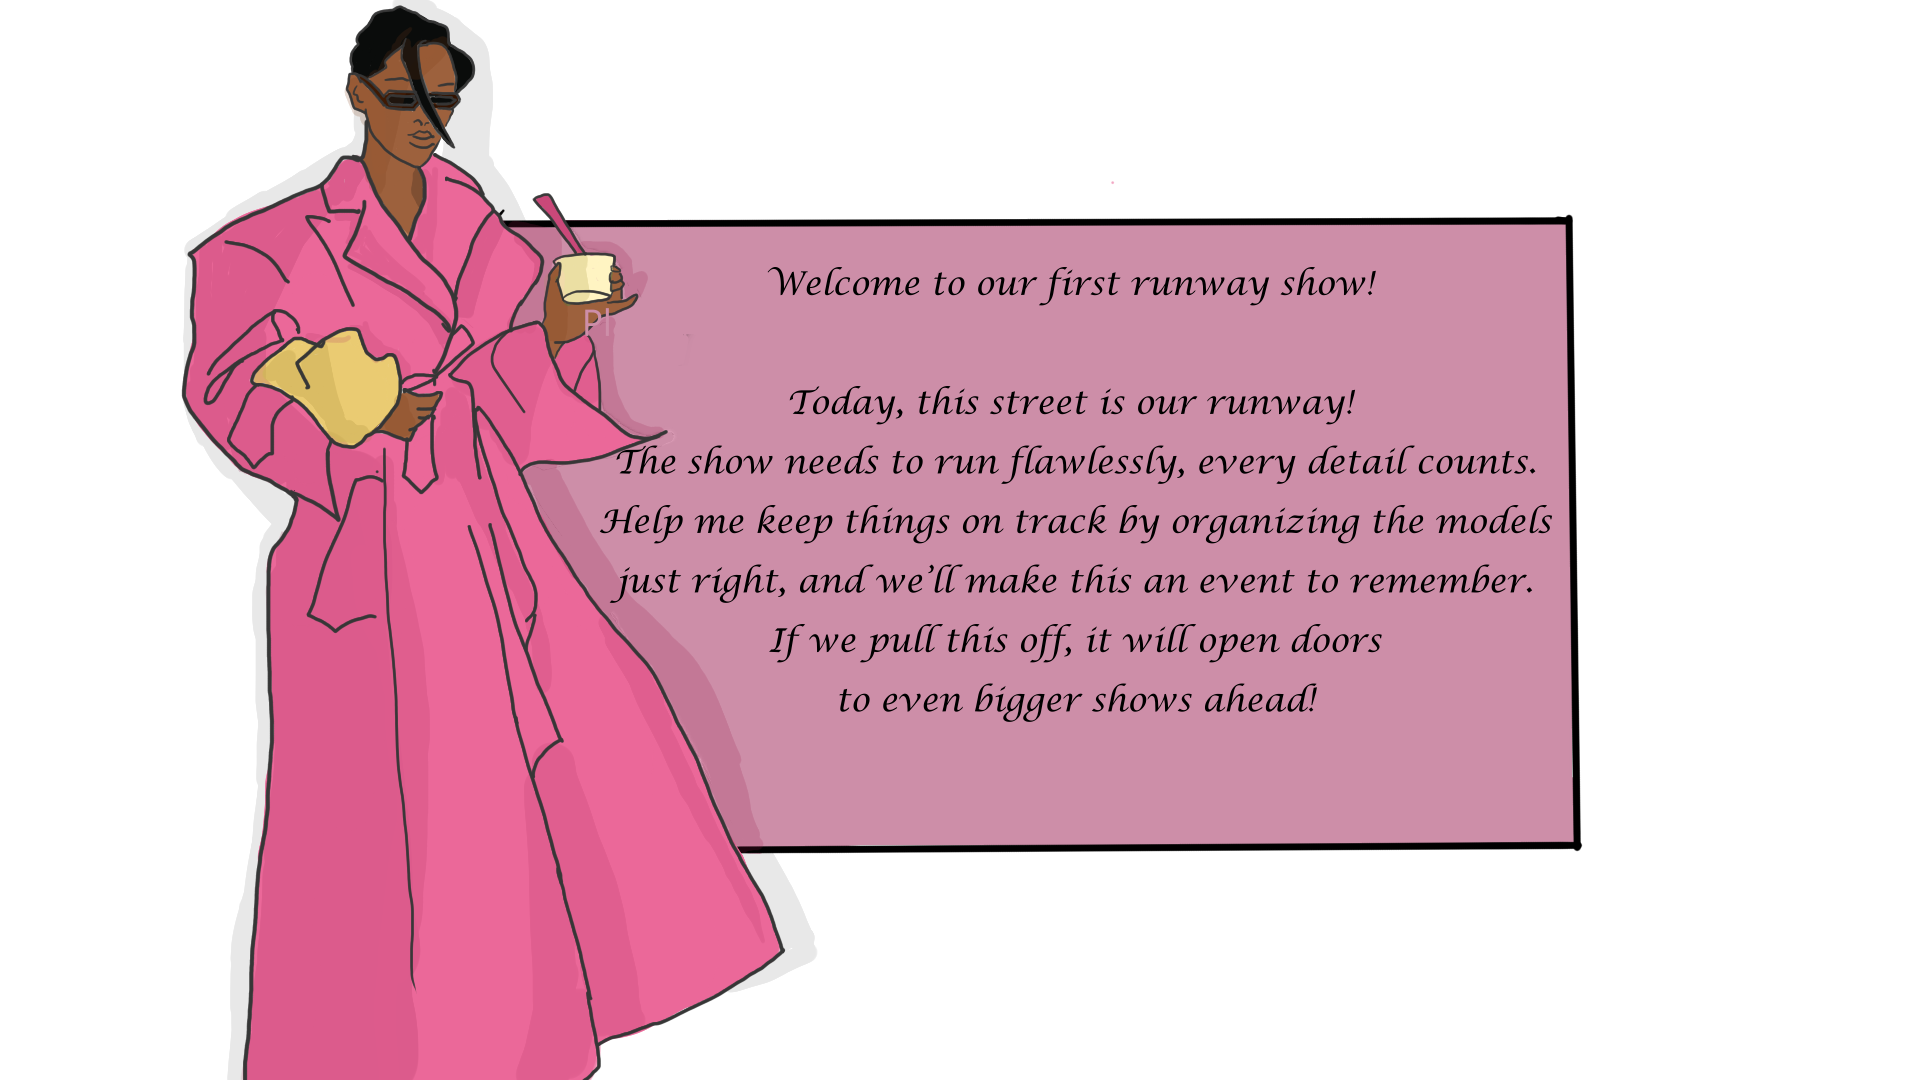 Welcome to our first runway show!
Pl
Today, this street is our runway!
The show needs to run flawlessly, every detail counts.
Help me keep things on track by organizing the models
just right, and we’ll make this an event to remember.
If we pull this off, it will open doors
to even bigger shows ahead!